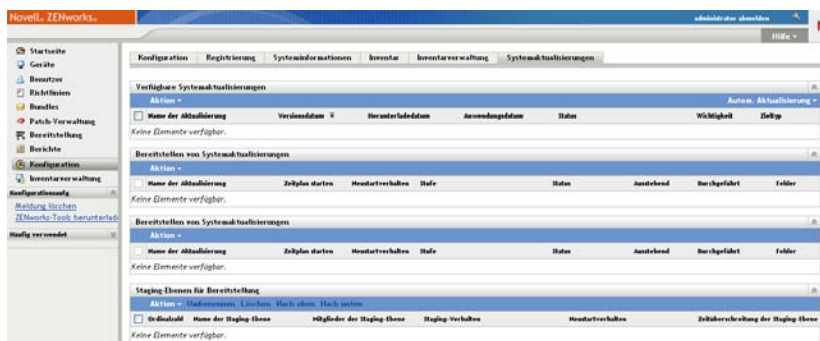 Novell® ZENworks®
administrator abmelden
Hilfe
Startseite
Geräte
Benutzer
Richtlinien
Bundles
Patch-Verwaltung
Bereitstellung
Berichte
Konfiguration
Inventarverwaltung
Konfigurationsaufg
Meldung löschen
ZENworks-Tools herunterlad
Häufig verwendet
Konfiguration Registrierung Systeminformationen Inventar Inventarverwaltung Systemaktualisierungen
Verfügbare Systemaktualisierungen
Aktion Autom. Aktualisierung
Name der Aktualisierung Versionsdatum Herunterladedatum Anwendungsdatum Status Wichtigkeit Zieltyp
Keine Elemente verfügbar.
Bereitstellen von Systemaktualisierungen
Aktion
Name der Aktualisierung Zeitplan starten Neustartverhalten Stufe Status Ausstehend Durchgeführt Fehler
Keine Elemente verfügbar.
Bereitstellen von Systemaktualisierungen
Aktion
Name der Aktualisierung Zeitplan starten Neustartverhalten Stufe Status Ausstehend Durchgeführt Fehler
Keine Elemente verfügbar.
Staging-Ebenen für Bereitstellung
Aktion Umbenennen Löschen Nach oben Nach unten
Ordinalzahl Name der Staging-Ebene Mitglieder der Staging-Ebene Staging-Verhalten Neustartverhalten Zeitüberschreitung der Staging-Ebene
Keine Elemente verfügbar.